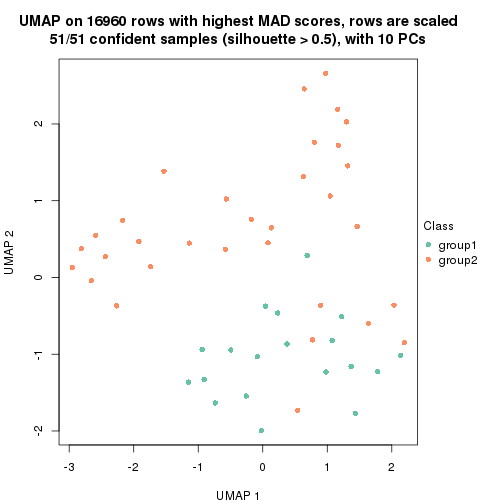 UMAP on 16960 rows with highest MAD scores, rows are scaled
51/51 confident samples (silhouette > 0.5), with 10 PCs
2
1
0
-1
-2
UMAP 2
-3
-2
-1
0
1
2
UMAP 1
Class
group1
group2